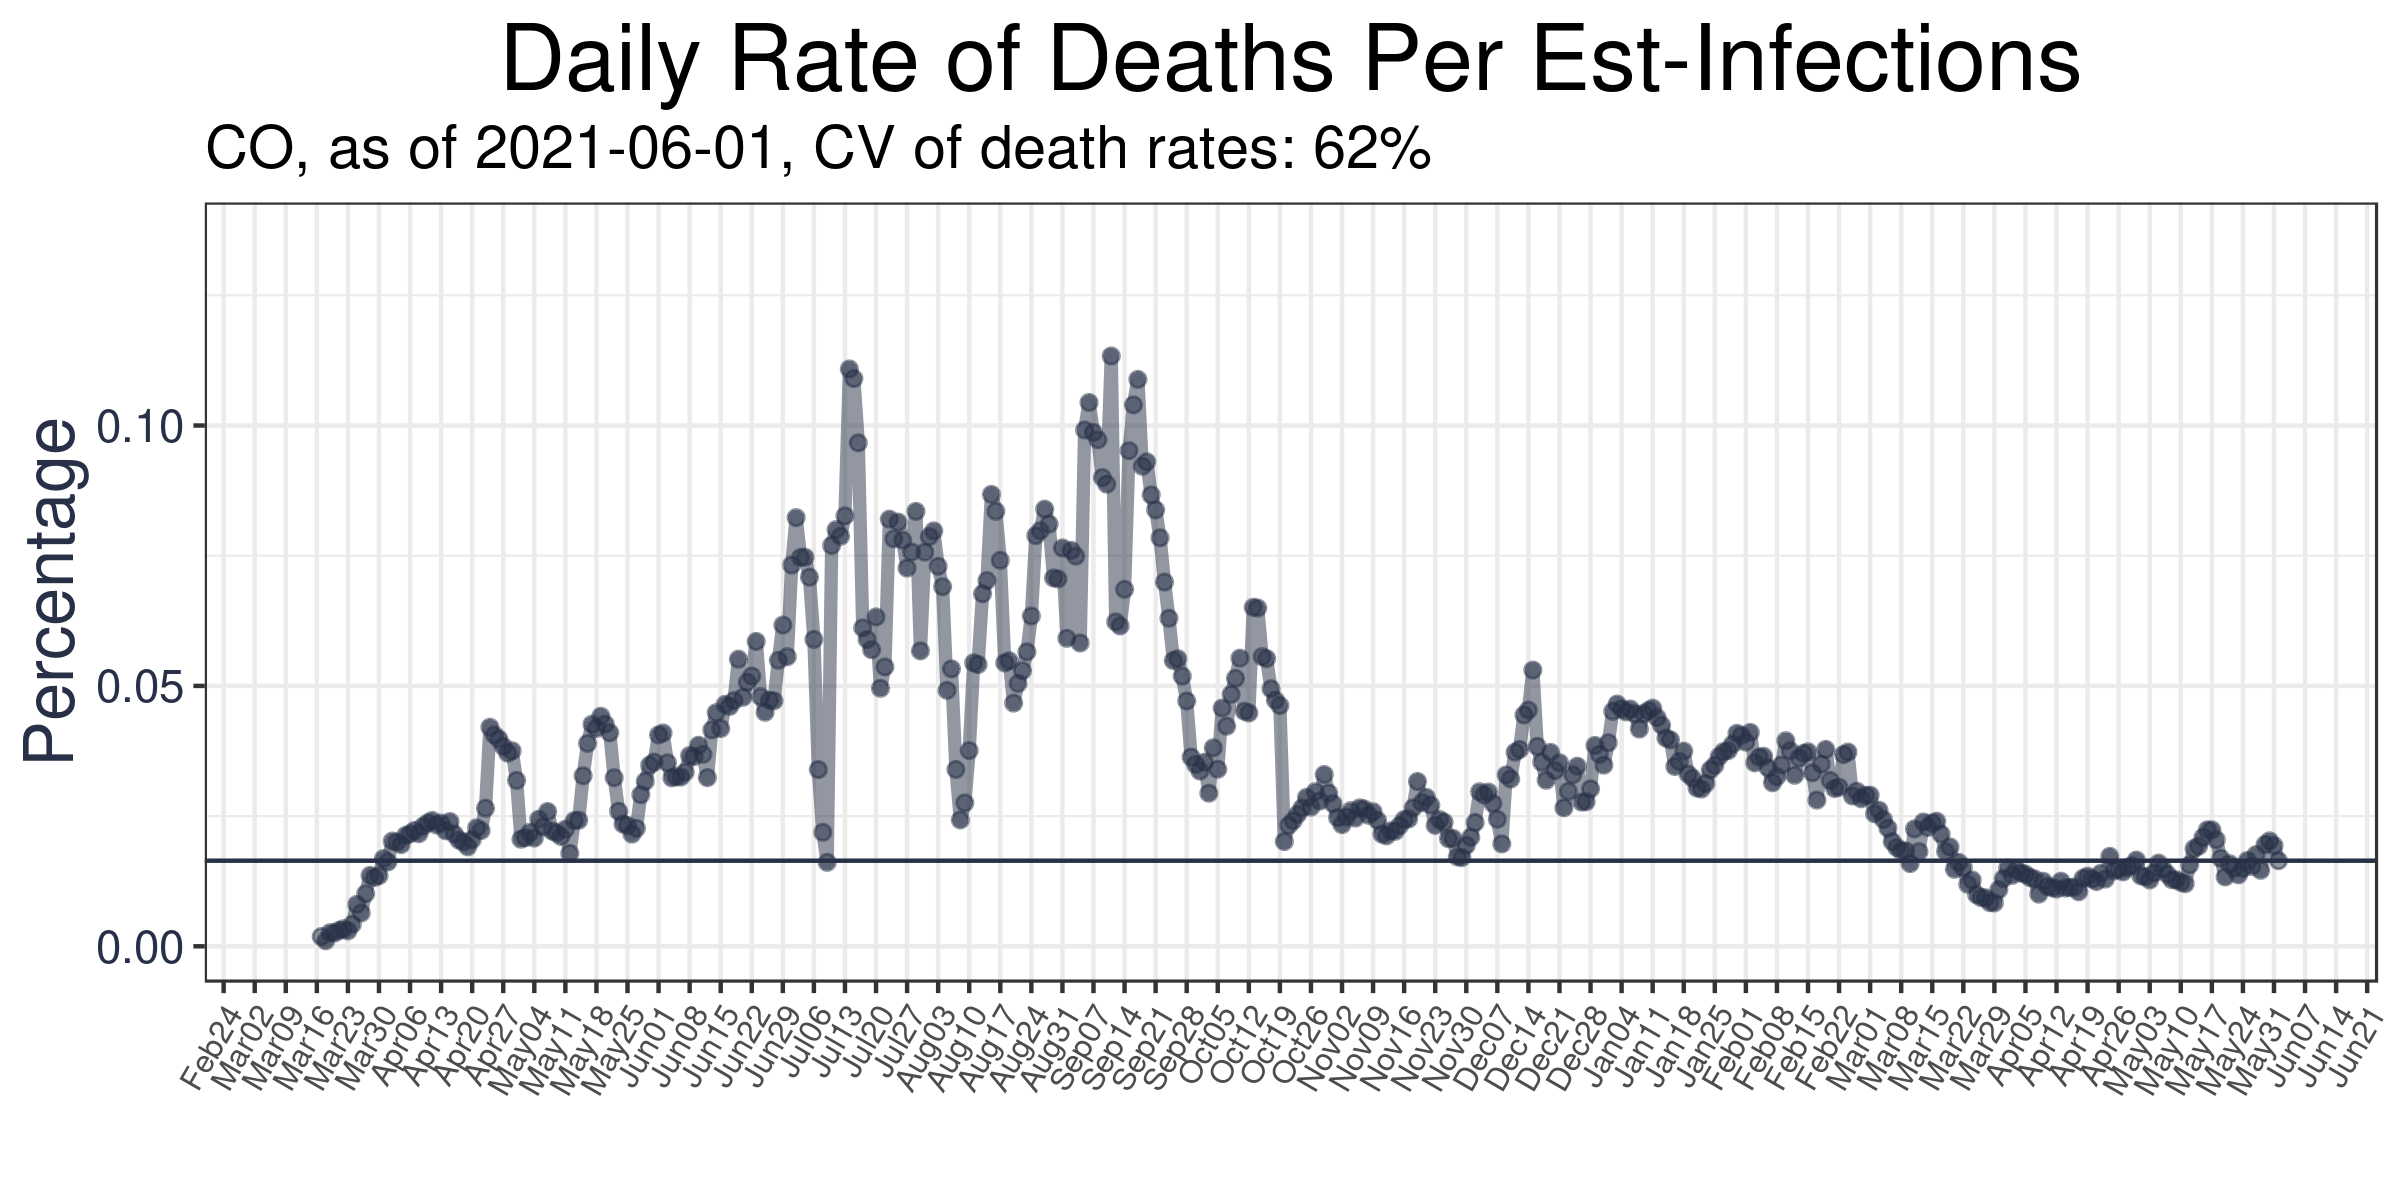 Daily Rate of Deaths Per Est-Infections
CO, as of 2021-06-01, CV of death rates: 62%
Percentage
0.10
0.05
0.00
Feb24
Mar02
Mar09
Mar16
Mar23
Mar30
Apr06
Apr13
Apr20
Apr27
May04
May11
May18
May25
Jun01
Jun08
Jun15
Jun22
Jun29
Jul06
Jul13
Jul20
Jul27
Aug03
Aug10
Aug17
Aug24
Aug31
Sep07
Sep14
Sep21
Sep28
Oct05
Oct12
Oct19
Oct26
Nov02
Nov09
Nov16
Nov23
Nov30
Dec07
Dec14
Dec21
Dec28
Jan04
Jan11
Jan18
Jan25
Feb01
Feb08
Feb15
Feb22
Mar01
Mar08
Mar15
Mar22
Mar29
Apr05
Apr12
Apr19
Apr26
May03
May10
May17
May24
May31
Jun07
Jun14
Jun21